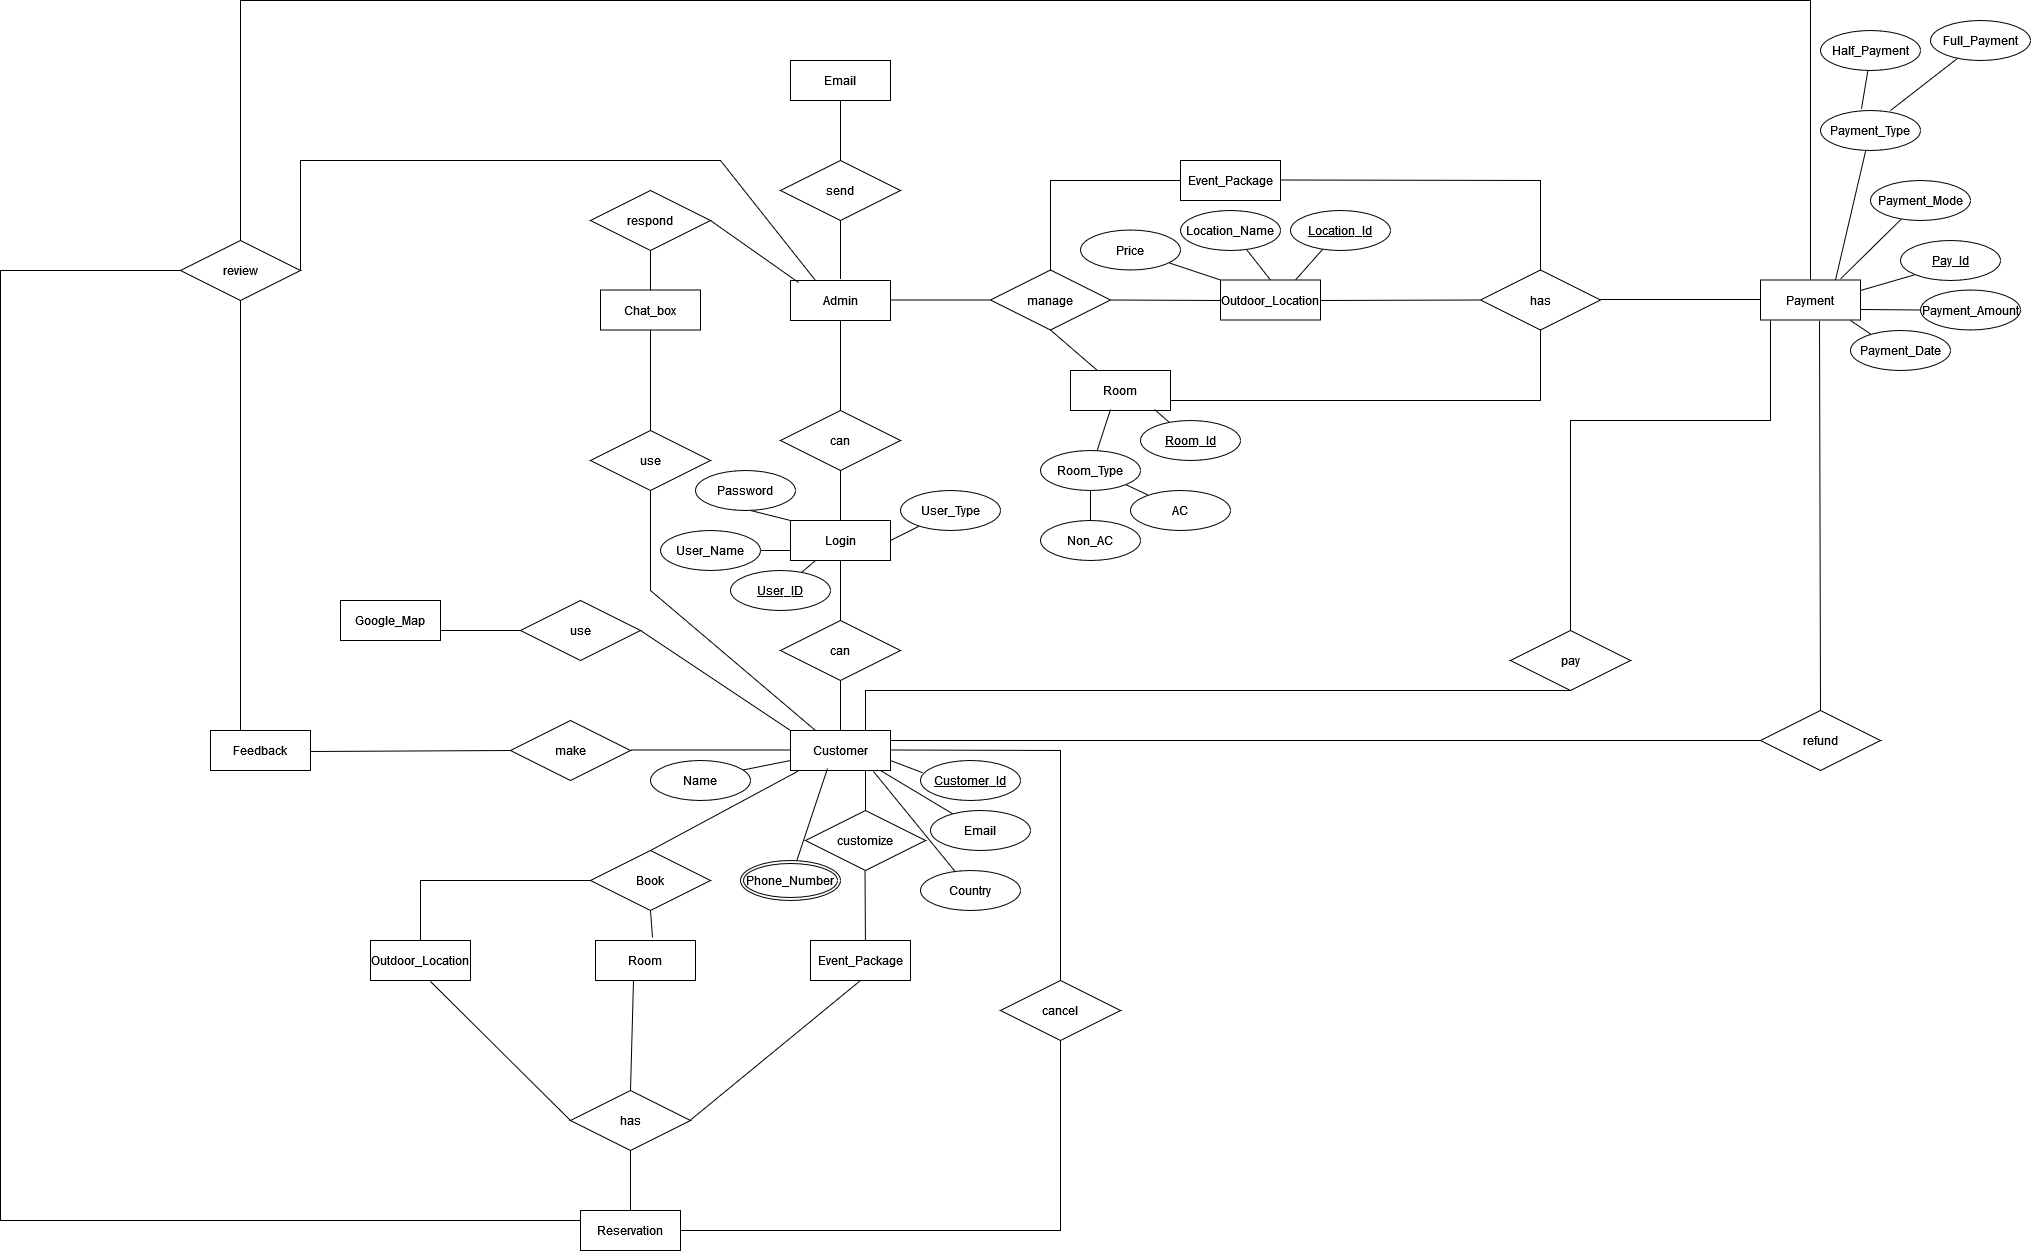 Full_Payment
Half_Payment
Email
Payment_Type
Event_Package
send
Payment_Mode
respond
Location_Name
Location_Id
Price
Pay_Id
review
Admin
manage
Outdoor_Location
has
Payment
Chat_box
Payment_Amount
Payment_Date
Room
can
Room_Id
use
Room_Type
Password
User_Type
AC
Login
Non_AC
User_Name
User_ID
Google_Map
use
can
pay
refund
Feedback
make
Customer
Name
Customer_Id
Email
customize
Book
Phone_Number
Country
Outdoor_Location
Room
Event_Package
cancel
has
Reservation